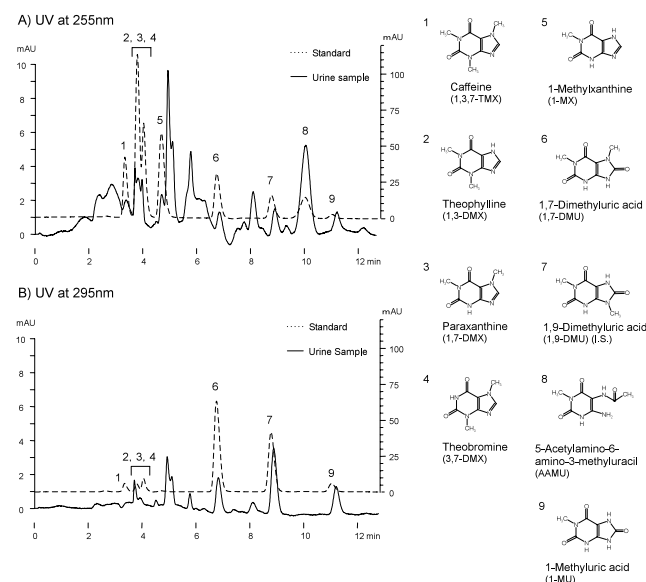 A) UV at 255nm
mAU
mAU
2, 3, 4
Standard
Urine sample
10
8
6
4
2
0
100
75
50
25
0
1
5
6
7
8
9
0
2
4
6
8
10
12 min
B) UV at 295nm
mAU
mAU
2, 3, 4
Standard
Urine Sample
10
8
6
4
2
0
100
75
50
25
0
1
6
7
9
0
2
4
6
8
10
12 min
1
Caffeine
(1,3,7-TMX)
2
Theophylline
(1,3-DMX)
3
Paraxanthine
(1,7-DMX)
4
Theobromine
(3,7-DMX)
5
1-Methylxanthine
(1-MX)
6
1,7-Dimethyluric acid
(1,7-DMU)
7
1,9-Dimethyluric acid
(1,9-DMU) (I.S.)
8
5-Acetylamino-6-
amino-3-methyluracil
(AAMU)
9
1-Methyluric acid
(1-MU)